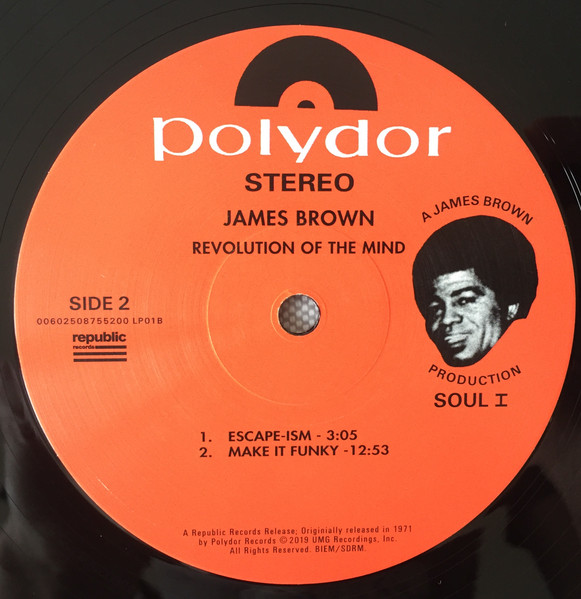 polydor
STEREO
JAMES BROWN
REVOLUTION OF THE MIND
A JAMES BROWN
PRODUCTION
SOUL I
SIDE 2
00602508755200 LP01B
republic
records
1. ESCAPE-ISM - 3:05
2. MAKE IT FUNKY -12:53
A Republic Records Release; Originially released in 1971
by Polydor Records © 2019 UMG Recordings, Inc.
All Rights Reserved. BIEM/SDRM.